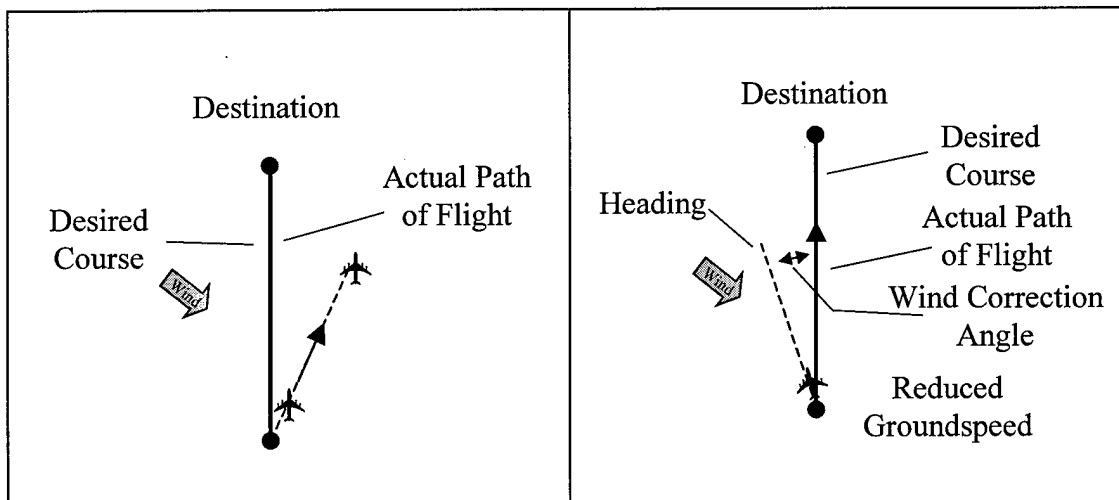 Destination
Desired
Course
Actual Path
of Flight
Wind
Destination
Heading
Desired
Course
Actual Path
of Flight
Wind
Wind Correction
Angle
Reduced
Groundspeed